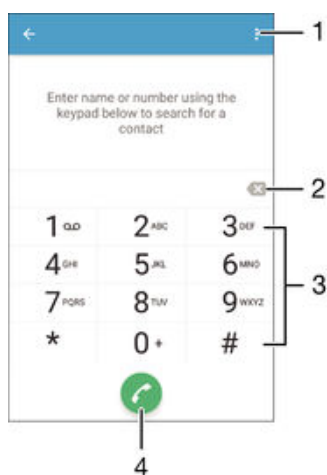 1
Enter name or number using the
keypad below to search for a
contact
2
1 2 ABC 3 DEF
4 GHI 5 JKL 6 MNO
3
7 PQRS 8 TUV 9 WXYZ
* 0 + #
4